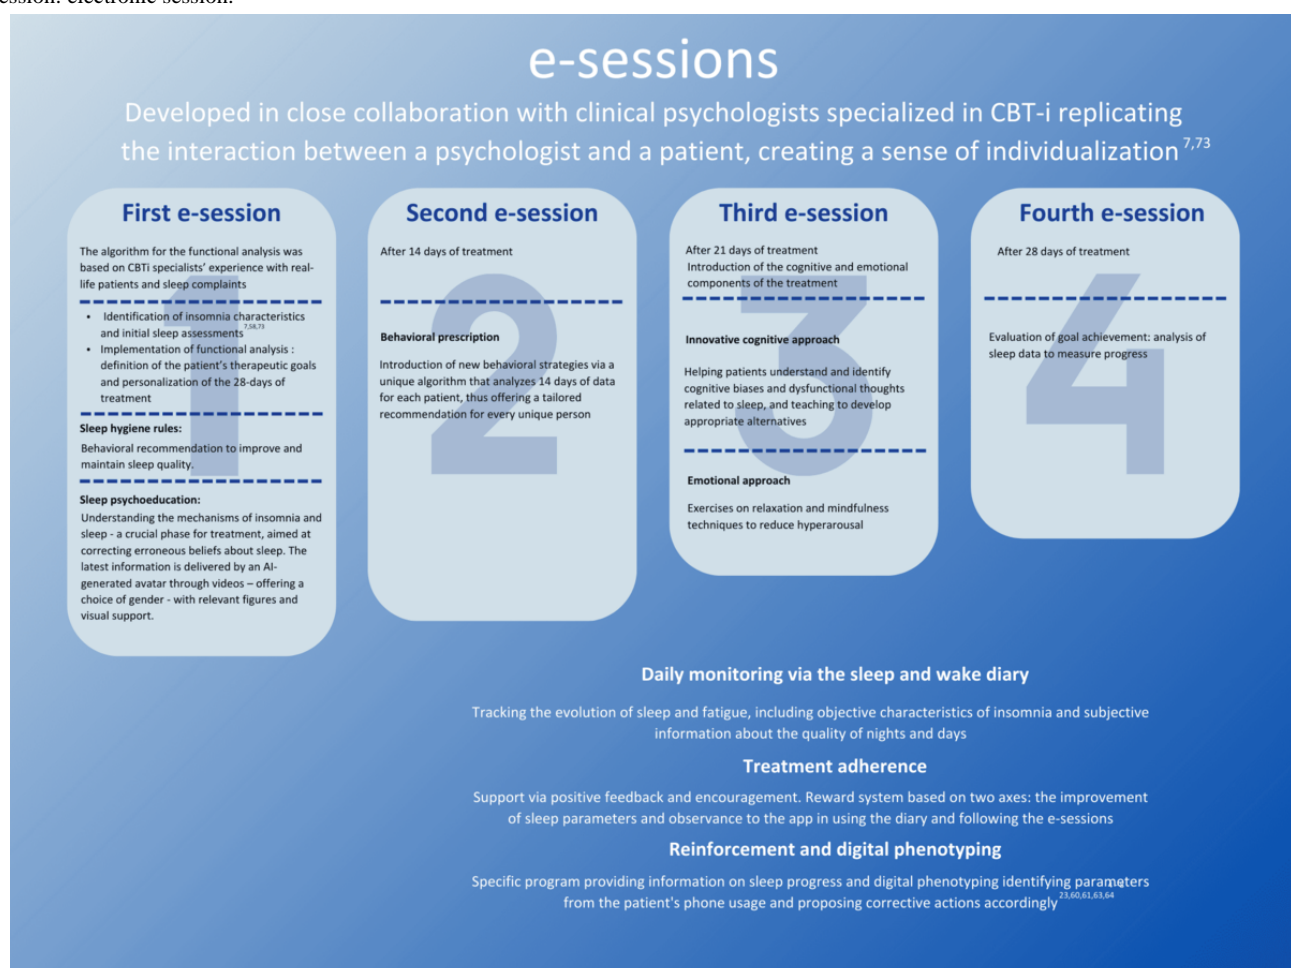 ession: electronic session.
e-sessions
Developed in close collaboration with clinical psychologists specialized in CBT-i replicating
the interaction between a psychologist and a patient, creating a sense of individualization 7,73
First e-session
The algorithm for the functional analysis was
based on CBTi specialists' experience with real-
life patients and sleep complaints
1
• Identification of insomnia characteristics
and initial sleep assessments 7,58,73
• Implementation of functional analysis :
definition of the patient's therapeutic goals
and personalization of the 28-days of
treatment
Sleep hygiene rules:
Behavioral recommendation to improve and
maintain sleep quality.
Sleep psychoeducation:
Understanding the mechanisms of insomnia and
sleep - a crucial phase for treatment, aimed at
correcting erroneous beliefs about sleep. The
latest information is delivered by an AI-
generated avatar through videos – offering a
choice of gender - with relevant figures and
visual support.
Second e-session
After 14 days of treatment
2
Behavioral prescription
Introduction of new behavioral strategies via a
unique algorithm that analyzes 14 days of data
for each patient, thus offering a tailored
recommendation for every unique person
Third e-session
After 21 days of treatment
Introduction of the cognitive and emotional
components of the treatment
3
Innovative cognitive approach
Helping patients understand and identify
cognitive biases and dysfunctional thoughts
related to sleep, and teaching to develop
appropriate alternatives
Emotional approach
Exercises on relaxation and mindfulness
techniques to reduce hyperarousal
Fourth e-session
After 28 days of treatment
4
Evaluation of goal achievement: analysis of
sleep data to measure progress
Daily monitoring via the sleep and wake diary
Tracking the evolution of sleep and fatigue, including objective characteristics of insomnia and subjective
information about the quality of nights and days
Treatment adherence
Support via positive feedback and encouragement. Reward system based on two axes: the improvement
of sleep parameters and observance to the app in using the diary and following the e-sessions
Reinforcement and digital phenotyping
Specific program providing information on sleep progress and digital phenotyping identifying parameters
from the patient's phone usage and proposing corrective actions accordingly 23,60,61,63,64